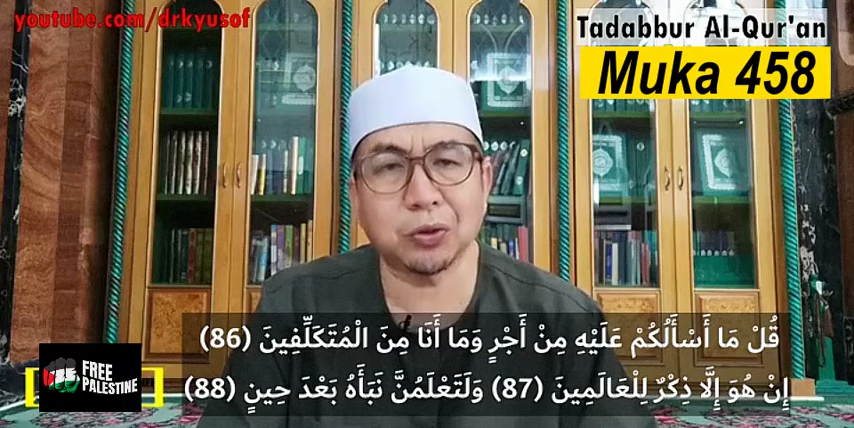 youtube.com/drkyusof
Tadabbur Al-Qur'an
Muka 458
قُلْ مَا أَسْأَلُكُمْ عَلَيْهِ مِنْ أَجْرٍ وَمَا أَنَا مِنَ الْمُتَكَلِّفِينَ (86)
إِنْ هُوَ إِلَّا ذِكْرٌ لِلْعَالَمِينَ (87) وَلَتَعْلَمُنَّ نَبَأَهُ بَعْدَ حِينٍ (88)
FREE
PALESTINE